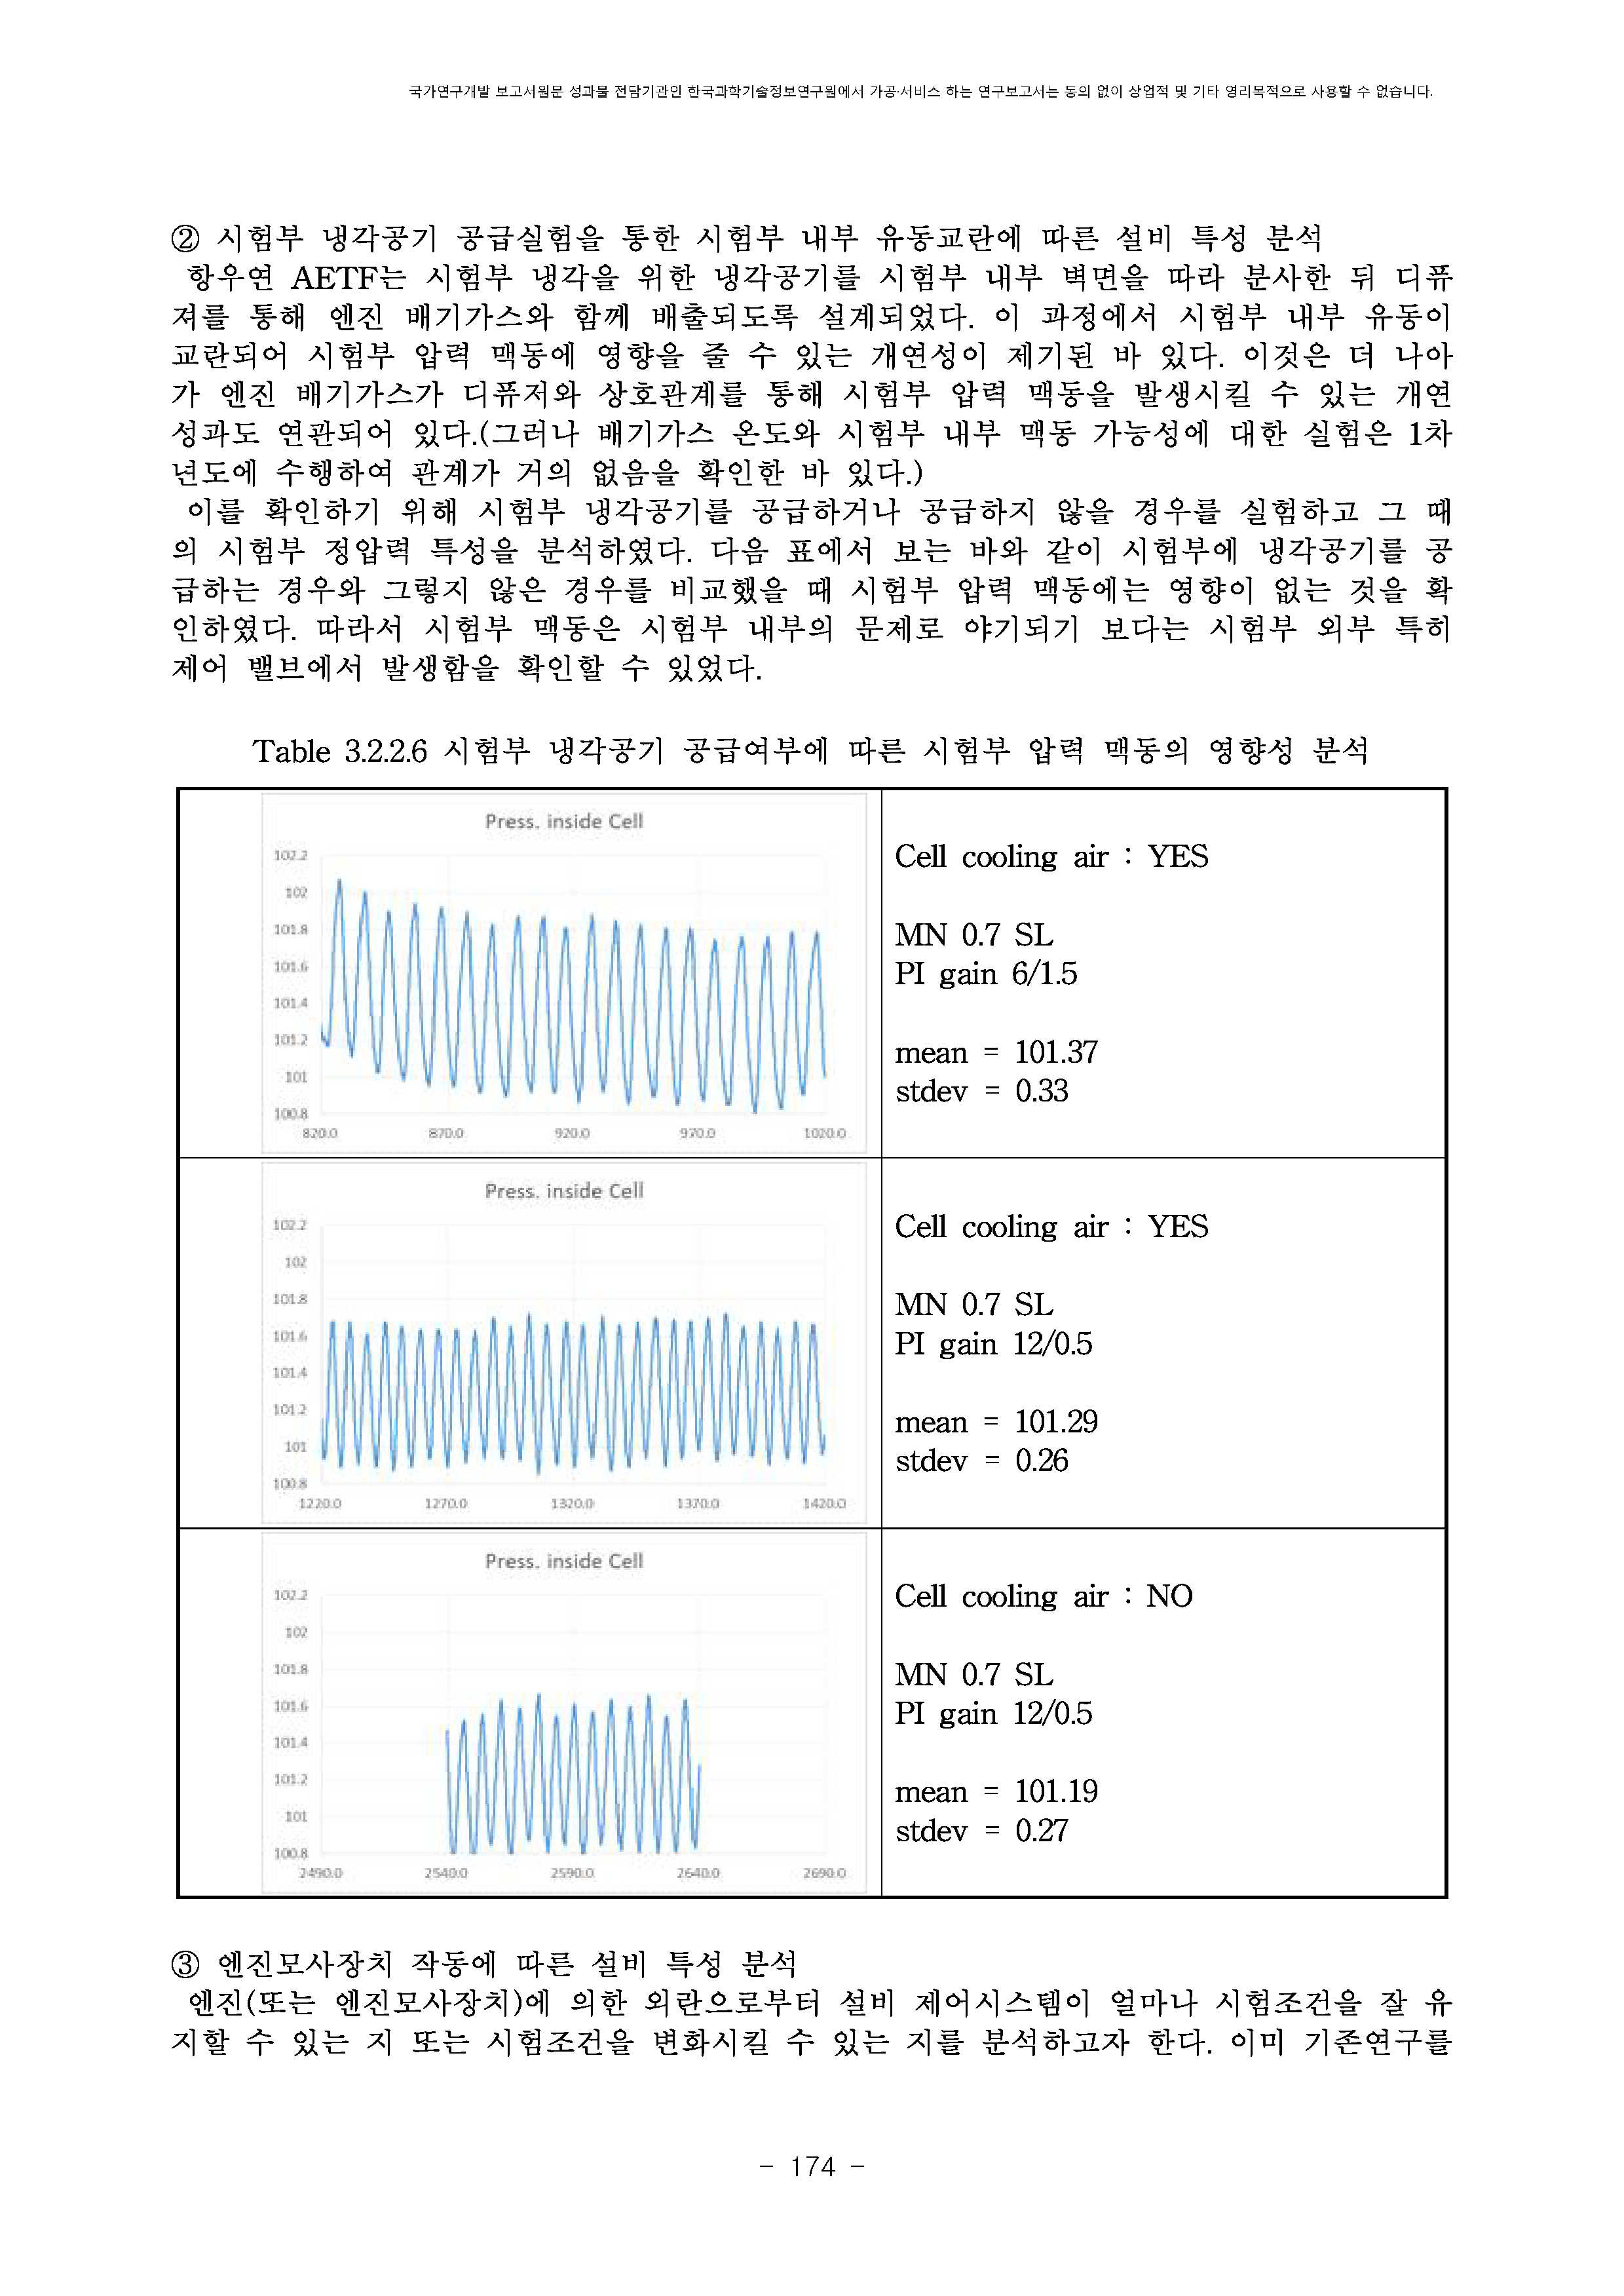 국가연구개발 보고서원문 성과물 전담기관인 한국과학기술정보연구원에서 가공·서비스 하는 연구보고서는 동의 없이 상업적 및 기타 영리목적으로 사용할 수 없습니다.
② 시험부 냉각공기 공급실험을 통한 시험부 내부 유동교란에 따른 설비 특성 분석
항우연 AETF는 시험부 냉각을 위한 냉각공기를 시험부 내부 벽면을 따라 분사한 뒤 디퓨
져를 통해 엔진 배기가스와 함께 배출되도록 설계되었다. 이 과정에서 시험부 내부 유동이
교란되어 시험부 압력 맥동에 영향을 줄 수 있는 개연성이 제기된 바 있다. 이것은 더 나아
가 엔진 배기가스가 디퓨저와 상호관계를 통해 시험부 압력 맥동을 발생시킬 수 있는 개연
성과도 연관되어 있다.(그러나 배기가스 온도와 시험부 내부 맥동 가능성에 대한 실험은 1차
년도에 수행하여 관계가 거의 없음을 확인한 바 있다.)
이를 확인하기 위해 시험부 냉각공기를 공급하거나 공급하지 않을 경우를 실험하고 그 때
의 시험부 정압력 특성을 분석하였다. 다음 표에서 보는 바와 같이 시험부에 냉각공기를 공
급하는 경우와 그렇지 않은 경우를 비교했을 때 시험부 압력 맥동에는 영향이 없는 것을 확
인하였다. 따라서 시험부 맥동은 시험부 내부의 문제로 야기되기 보다는 시험부 외부 특히
제어 밸브에서 발생함을 확인할 수 있었다.
Table 3.2.2.6 시험부 냉각공기 공급여부에 따른 시험부 압력 맥동의 영향성 분석
Press. inside Cell
102.2
102
101.8
101.6
101.4
101.2
101
100.8
820.0 870.0 920.0 970.0 1020.0
Cell cooling air : YES
MN 0.7 SL
PI gain 6/1.5
mean = 101.37
stdev = 0.33
Press. inside Cell
102.2
102
101.8
101.6
101.4
101.2
101
100.8
1220.0 1270.0 1320.0 1370.0 1420.0
Cell cooling air : YES
MN 0.7 SL
PI gain 12/0.5
mean = 101.29
stdev = 0.26
Press. inside Cell
102.2
102
101.8
101.6
101.4
101.2
101
100.8
2490.0 2540.0 2590.0 2640.0 2690.0
Cell cooling air : NO
MN 0.7 SL
PI gain 12/0.5
mean = 101.19
stdev = 0.27
③ 엔진모사장치 작동에 따른 설비 특성 분석
엔진(또는 엔진모사장치)에 의한 외란으로부터 설비 제어시스템이 얼마나 시험조건을 잘 유
지할 수 있는 지 또는 시험조건을 변화시킬 수 있는 지를 분석하고자 한다. 이미 기존연구를
- 174 -